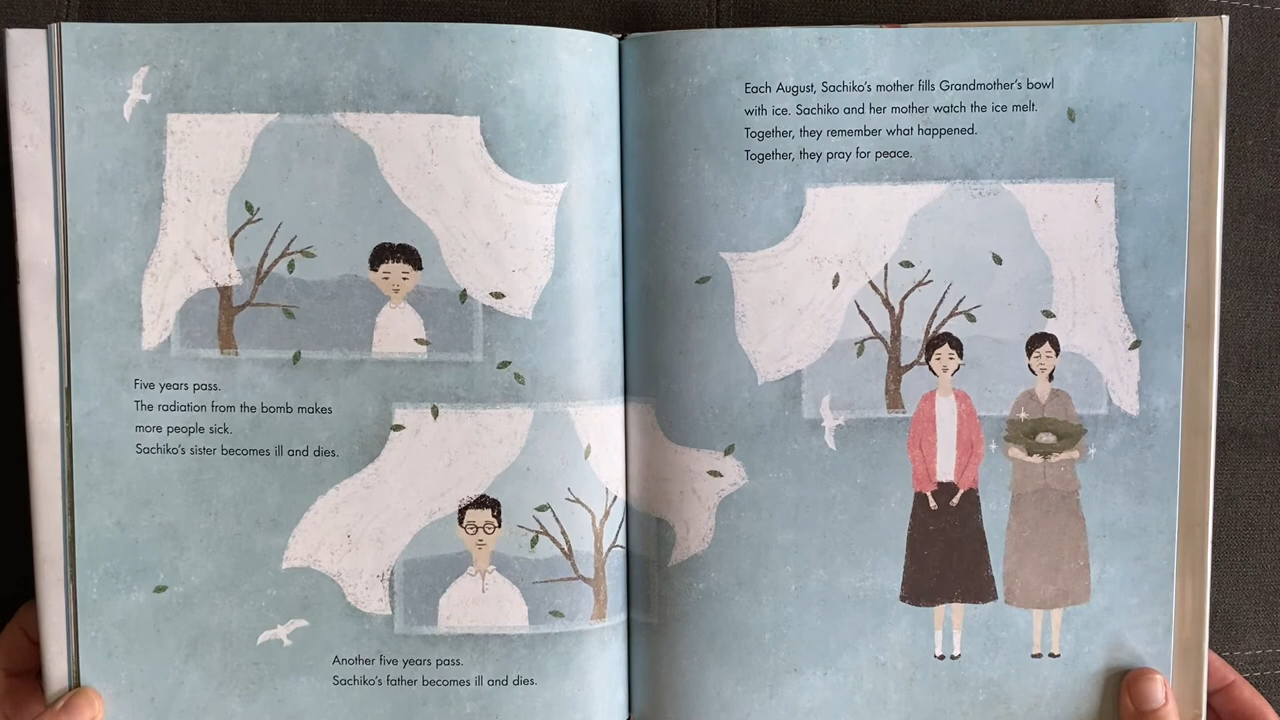 Five years pass.
The radiation from the bomb makes
more people sick.
Sachiko's sister becomes ill and dies.
Another five years pass.
Sachiko's father becomes ill and dies.
Each August, Sachiko's mother fills Grandmother's bowl
with ice. Sachiko and her mother watch the ice melt.
Together, they remember what happened.
Together, they pray for peace.